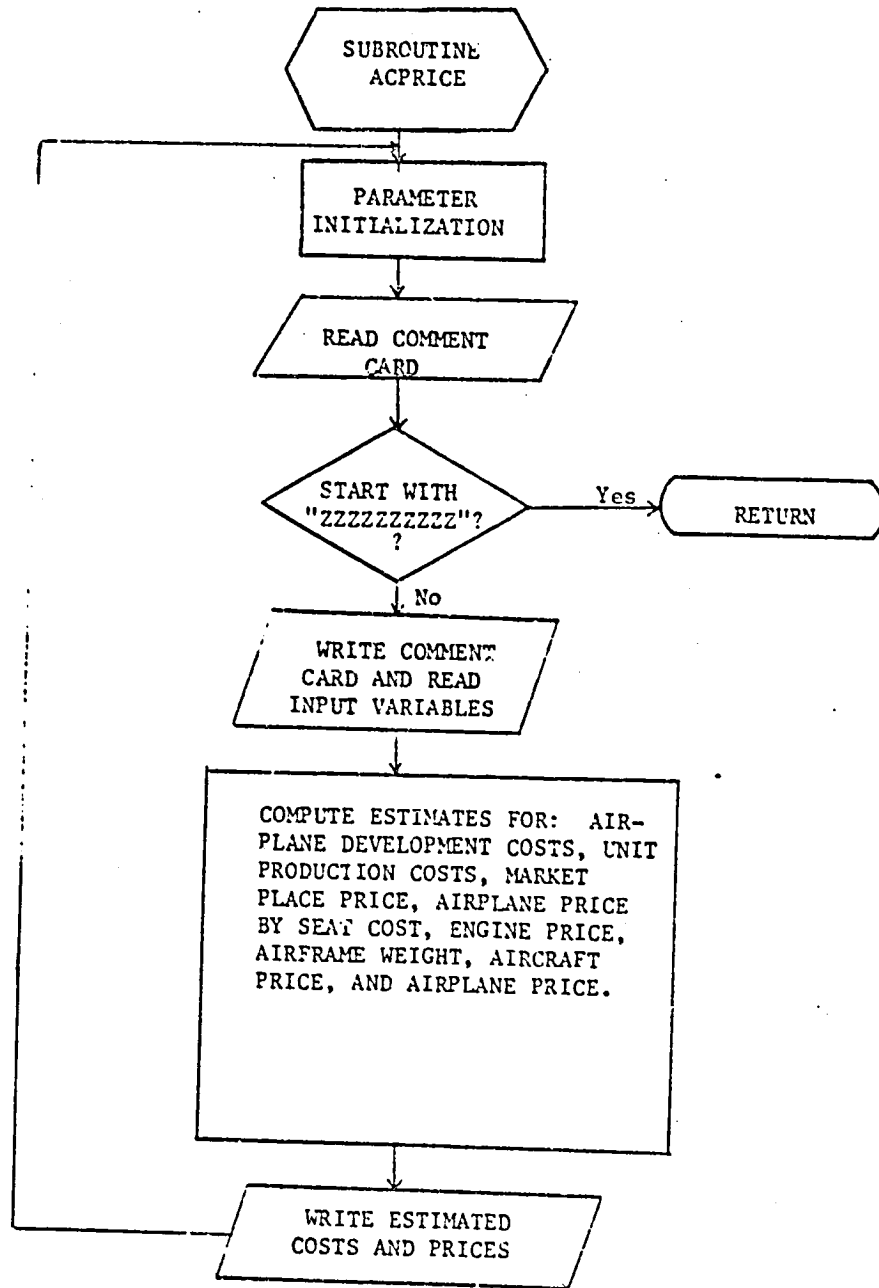 SUBROUTINE
ACPRICE
PARAMETER
INITIALIZATION
READ COMMENT
CARD
START WITH
"ZZZZZZZZZZ"?
?
Yes
RETURN
No
WRITE COMMENT
CARD AND READ
INPUT VARIABLES
COMPUTE ESTIMATES FOR: AIR-
PLANE DEVELOPMENT COSTS, UNIT
PRODUCTION COSTS, MARKET
PLACE PRICE, AIRPLANE PRICE
BY SEAT COST, ENGINE PRICE,
AIRFRAME WEIGHT, AIRCRAFT
PRICE, AND AIRPLANE PRICE.
WRITE ESTIMATED
COSTS AND PRICES